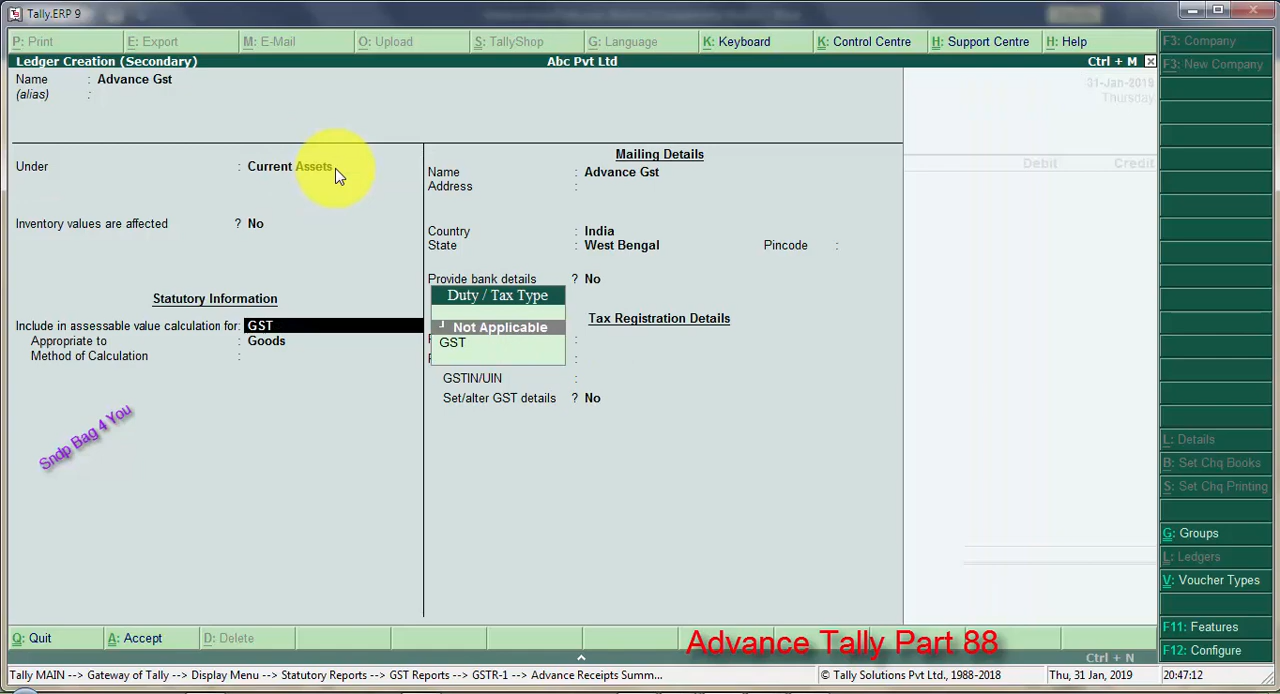 Tally.ERP 9
P: Print E: Export M: E-Mail O: Upload S: TallyShop G: Language K: Keyboard K: Control Centre H: Support Centre H: Help
F3: Company
Ledger Creation (Secondary) Abc Pvt Ltd Ctrl + M
F3: New Company
Name : Advance Gst
(alias) :
31-Jan-2019
Thursday
Under : Current Assets
Mailing Details
Debit Credit
Name : Advance Gst
Address :
Inventory values are affected ? No
Country : India
State : West Bengal Pincode :
Provide bank details ? No
Statutory Information
Duty / Tax Type
Tax Registration Details
Include in assessable value calculation for: GST
Not Applicable
Appropriate to : Goods
GST
Method of Calculation :
GSTIN/UIN :
Set/alter GST details ? No
Sndp Bag 4 You
L: Details
B: Set Chq Books
S: Set Chq Printing
G: Groups
L: Ledgers
V: Voucher Types
F11: Features
F12: Configure
Q: Quit A: Accept D: Delete
Advance Tally Part 88
Ctrl + N
Tally MAIN --> Gateway of Tally --> Display Menu --> Statutory Reports --> GST Reports --> GSTR-1 --> Advance Receipts Summ... © Tally Solutions Pvt Ltd., 1988-2018 Thu, 31 Jan, 2019 20:47:12